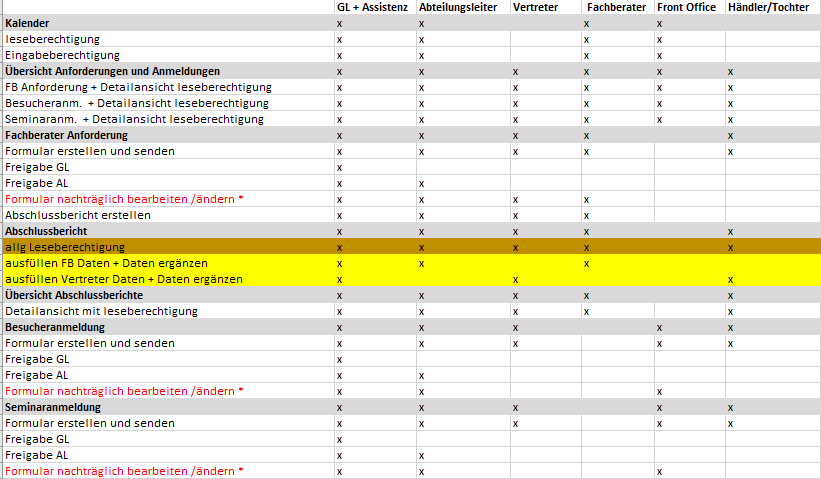 GL + Assistenz Abteilungsleiter Vertreter Fachberater Front Office Händler/Tochter
Kalender x x x x
leseberechtigung x x x x
Eingabeberechtigung x x x x
Übersicht Anforderungen und Anmeldungen x x x x x x
FB Anforderung + Detailansicht leseberechtigung x x x x x x
Besucheranm. + Detailansicht leseberechtigung x x x x x x
Seminaranm. + Detailansicht leseberechtigung x x x x x x
Fachberater Anforderung x x x x x
Formular erstellen und senden x x x x x
Freigabe GL x
Freigabe AL x x
Formular nachträglich bearbeiten /ändern * x x x x
Abschlussbericht erstellen x x x x
Abschlussbericht x x x x x
allg Leseberechtigung x x x x x
ausfüllen FB Daten + Daten ergänzen x x x
ausfüllen Vertreter Daten + Daten ergänzen x x x
Übersicht Abschlussberichte x x x x x
Detailansicht mit leseberechtigung x x x x x
Besucheranmeldung x x x x x
Formular erstellen und senden x x x x x
Freigabe GL x
Freigabe AL x x
Formular nachträglich bearbeiten /ändern * x x x
Seminaranmeldung x x x x x
Formular erstellen und senden x x x x x
Freigabe GL x
Freigabe AL x x
Formular nachträglich bearbeiten /ändern * x x x